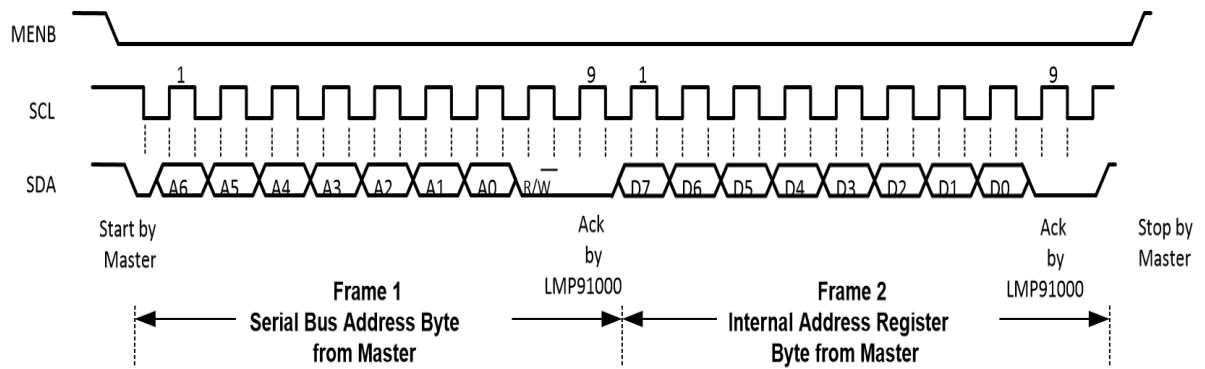 MENB
1 9 1 9
SCL
SDA A6 A5 A4 A3 A2 A1 A0 R/W̅ D7 D6 D5 D4 D3 D2 D1 D0
Start by
Master
Ack
by
LMP91000
Ack
by
LMP91000
Stop by
Master
Frame 1
Serial Bus Address Byte
from Master
Frame 2
Internal Address Register
Byte from Master